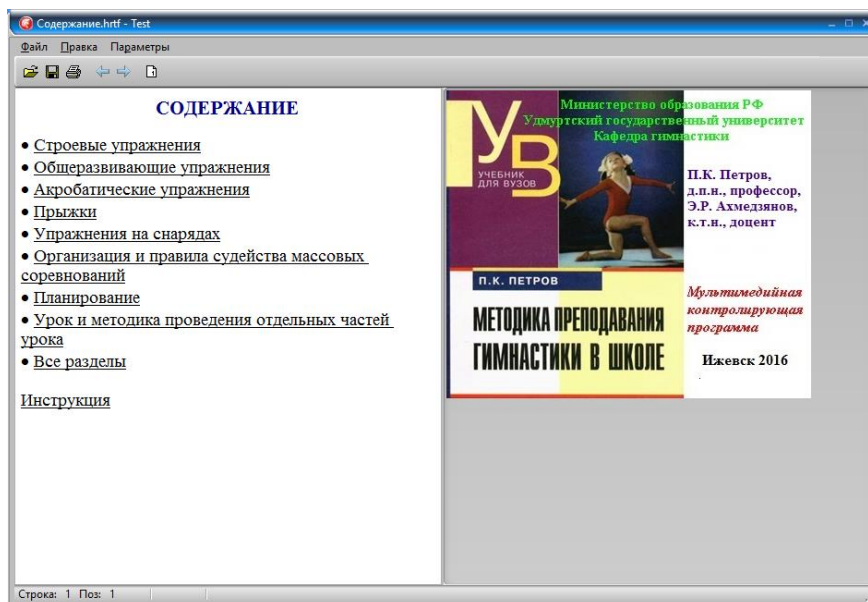 Содержание.hrtf - Test
Файл Правка Параметры
СОДЕРЖАНИЕ
● Строевые упражнения
● Общеразвивающие упражнения
● Акробатические упражнения
● Прыжки
● Упражнения на снарядах
● Организация и правила судейства массовых
соревнований
● Планирование
● Урок и методика проведения отдельных частей
урока
● Все разделы
Инструкция
Министерство образования РФ
Удмуртский государственный университет
Кафедра гимнастики
УВ
УЧЕБНИК
ДЛЯ ВУЗОВ
П.К. Петров,
д.п.н., профессор,
Э.Р. Ахмедзянов,
к.т.н., доцент
П.К. ПЕТРОВ
МЕТОДИКА ПРЕПОДАВАНИЯ
ГИМНАСТИКИ В ШКОЛЕ
Мультимедийная
контролирующая
программа
Ижевск 2016
Строка: 1 Поз: 1